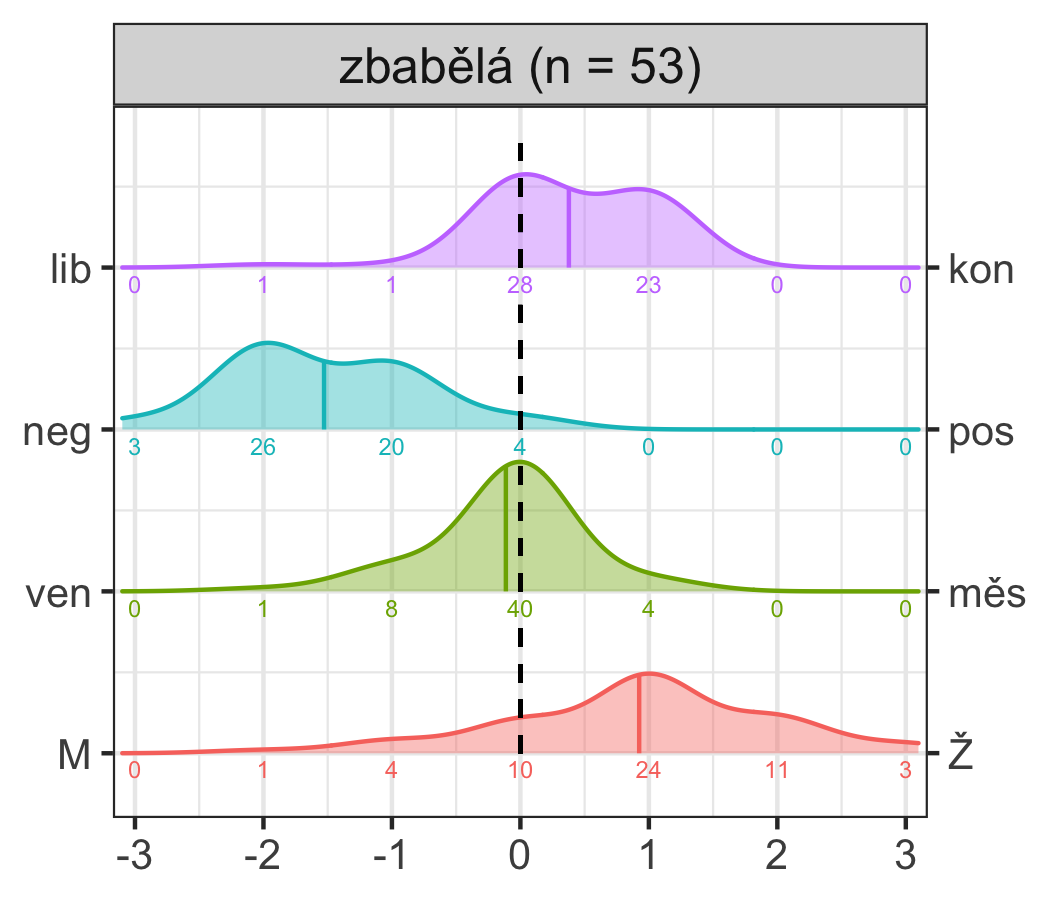 zbabělá (n = 53)
lib kon
0 1 1 28 23 0 0
neg pos
3 26 20 4 0 0 0
ven měs
0 1 8 40 4 0 0
M Ž
0 1 4 10 24 11 3
-3 -2 -1 0 1 2 3